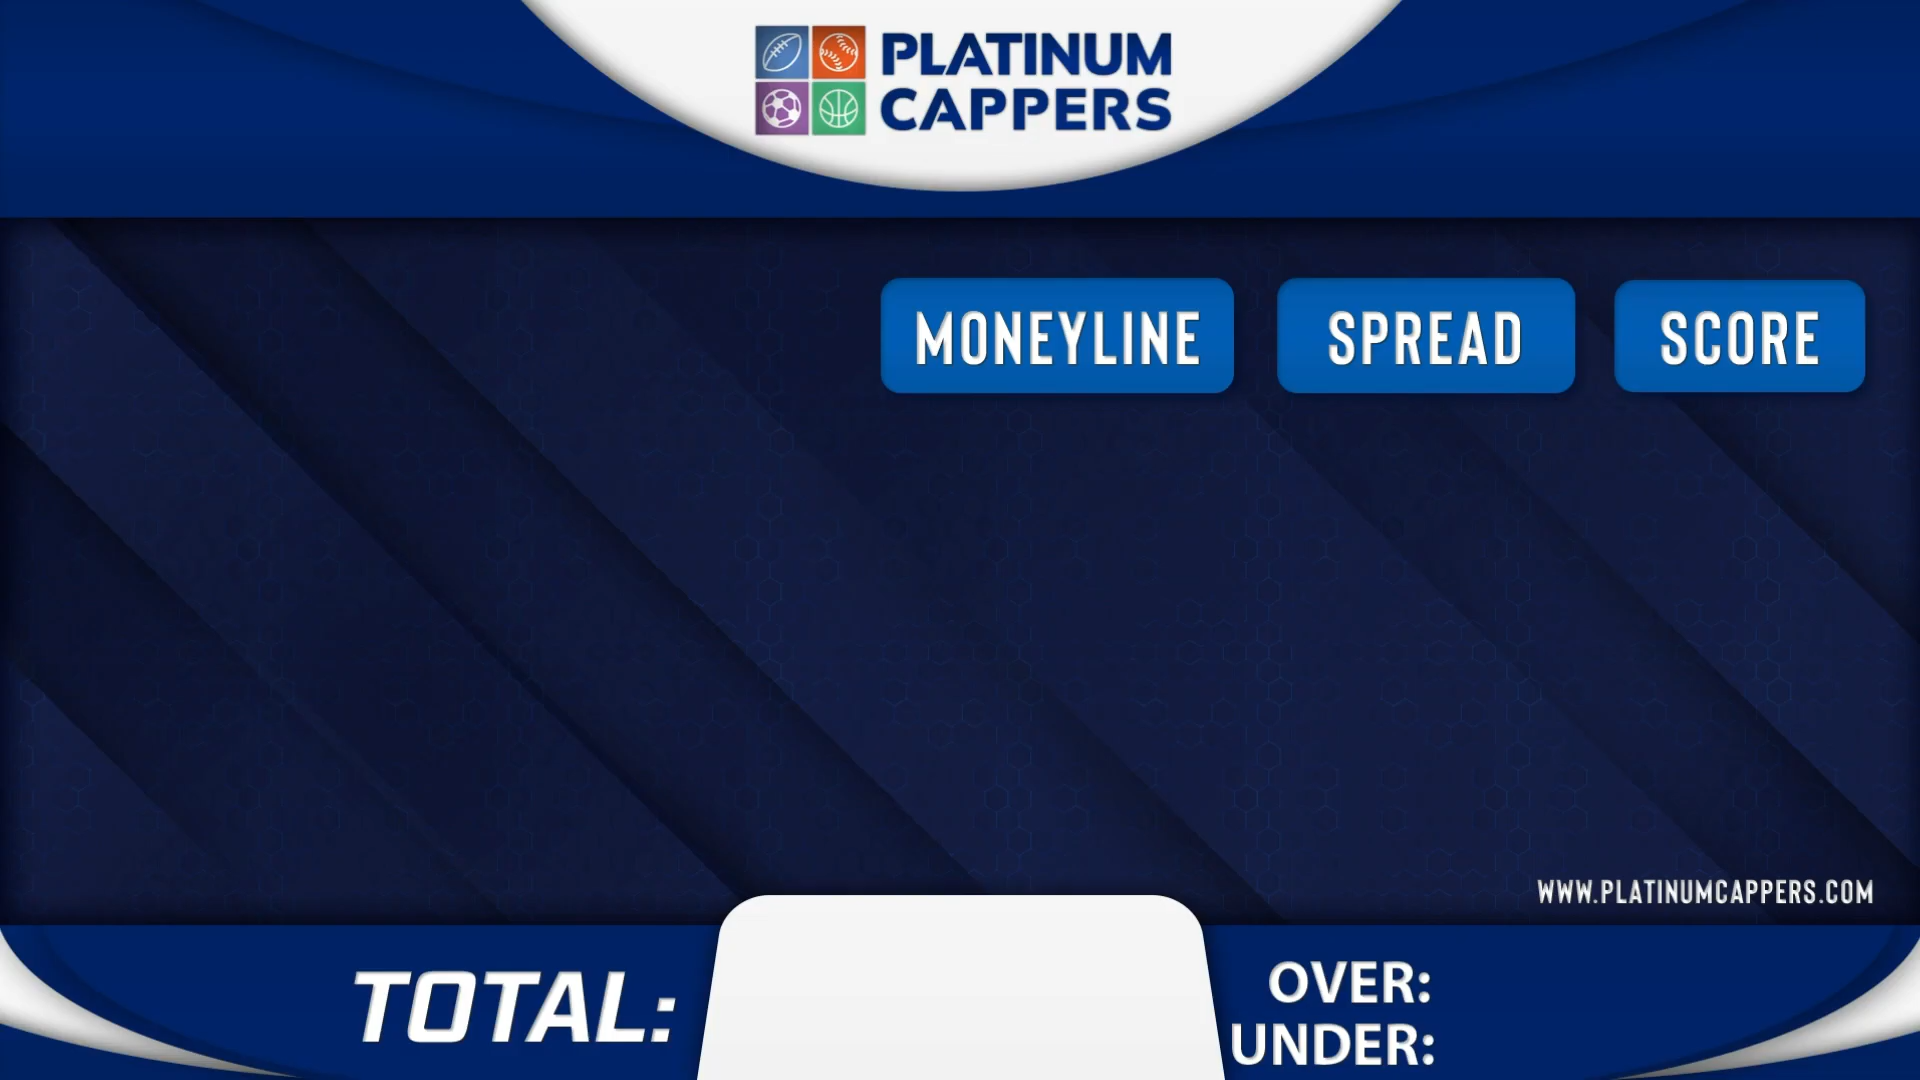 PLATINUM
CAPPERS
MONEYLINE SPREAD SCORE
WWW.PLATINUMCAPPERS.COM
TOTAL:
OVER:
UNDER: